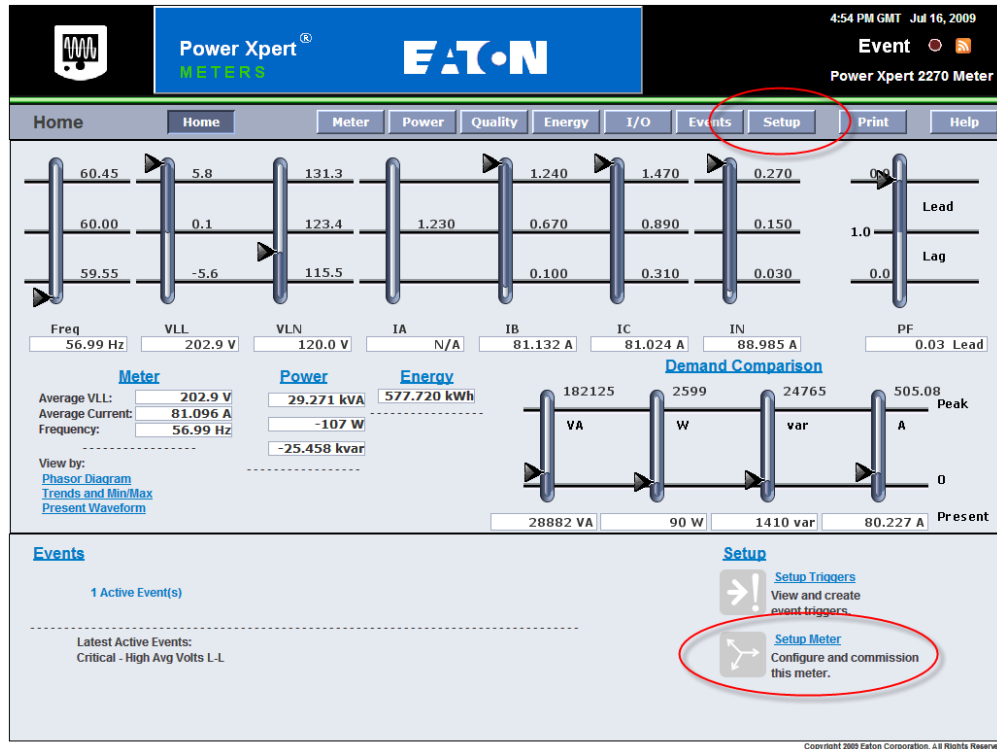 4:54 PM GMT Jul 16, 2009
Power Xpert ®
METERS
EATON
Event
Power Xpert 2270 Meter
Home
Home Meter Power Quality Energy I/O Events Setup Print Help
60.45 5.8 131.3 1.240 1.470 0.270 0.0
Lead
60.00 0.1 123.4 1.230 0.670 0.890 0.150 1.0
Lag
59.55 -5.6 115.5 0.100 0.310 0.030 0.0
Freq VLL VLN IA IB IC IN PF
56.99 Hz 202.9 V 120.0 V N/A 81.132 A 81.024 A 88.985 A 0.03 Lead
Meter
Average VLL: 202.9 V
Average Current: 81.096 A
Frequency: 56.99 Hz
View by:
Phasor Diagram
Trends and Min/Max
Present Waveform
Power
29.271 kVA
-107 W
-25.458 kvar
Energy
577.720 kWh
Demand Comparison
182125 2599 24765 505.08
Peak
VA W var A
0
28882 VA 90 W 1410 var 80.227 A Present
Events
1 Active Event(s)
Latest Active Events:
Critical - High Avg Volts L-L
Setup
Setup Triggers
View and create
event triggers.
Setup Meter
Configure and commission
this meter.
Copyright 2009 Eaton Corporation. All Rights Reserve